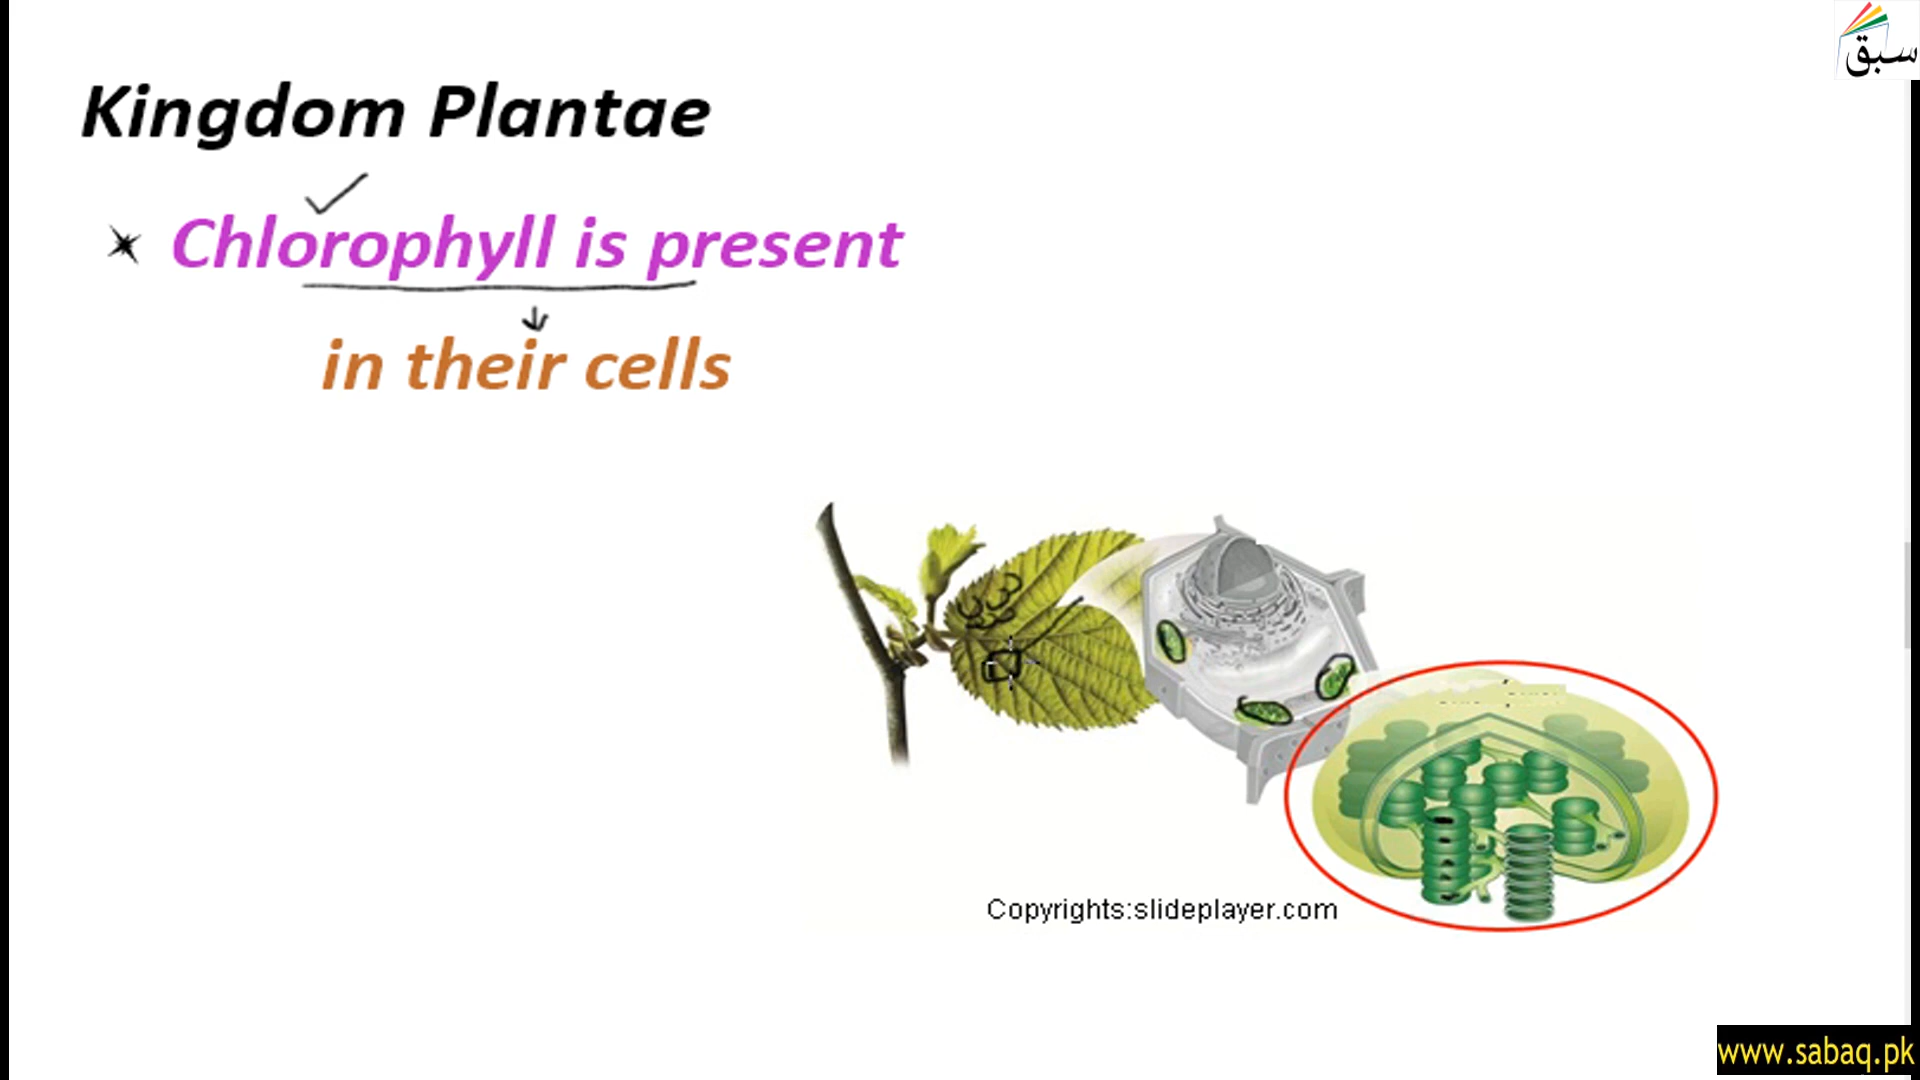 سبق
Kingdom Plantae
Chlorophyll is present
in their cells
Copyrights:slideplayer.com
www.sabaq.pk